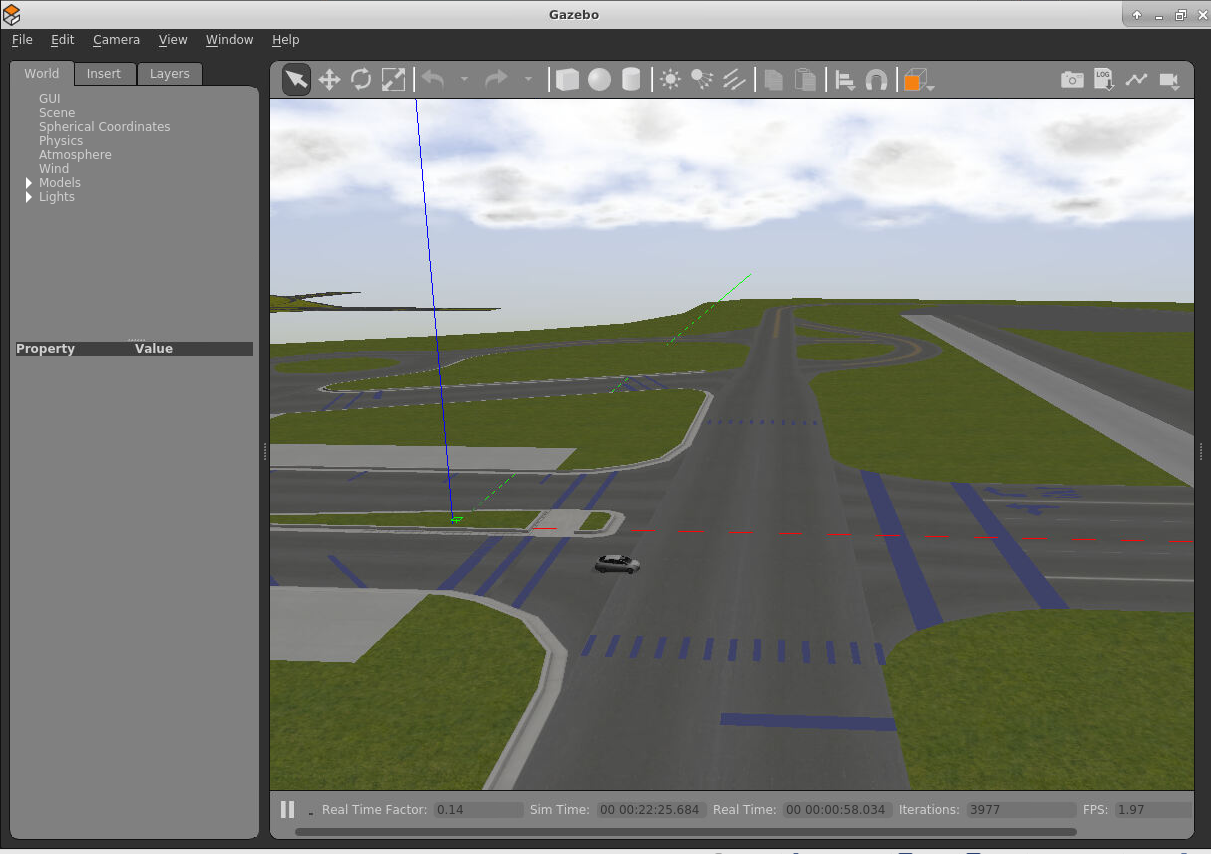 Gazebo
File Edit Camera View Window Help
World Insert Layers
LOG
GUI
Scene
Spherical Coordinates
Physics
Atmosphere
Wind
Models
Lights
Property Value
Real Time Factor: 0.14 Sim Time: 00 00:22:25.684 Real Time: 00 00:00:58.034 Iterations: 3977 FPS: 1.97